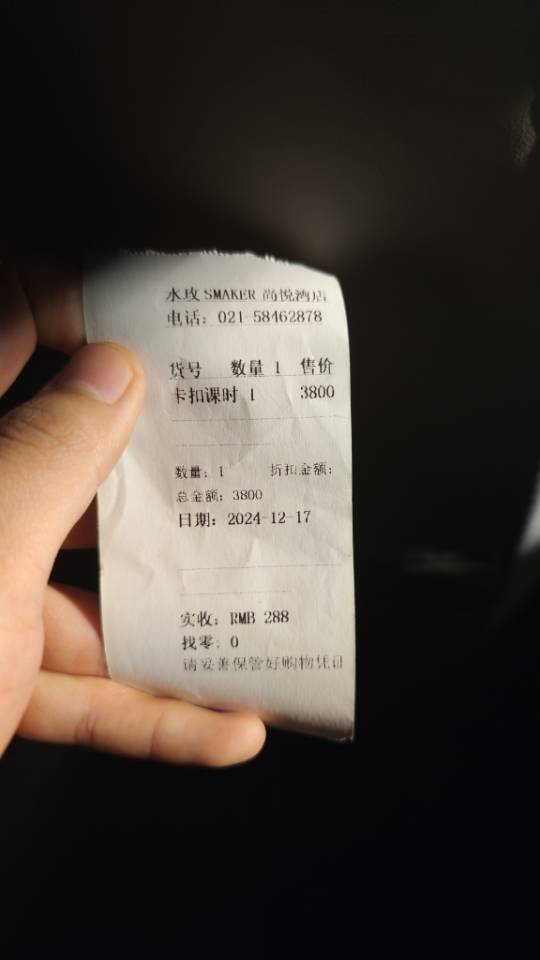 水玫 SMAKER 尚悦湾店
电话: 021-58462878
货号 数量 1 售价
卡扣课时 1 3800
数量: 1 折扣金额:
总金额: 3800
日期: 2024-12-17
实收: RMB 288
找零: 0
请妥善保管好购物凭证